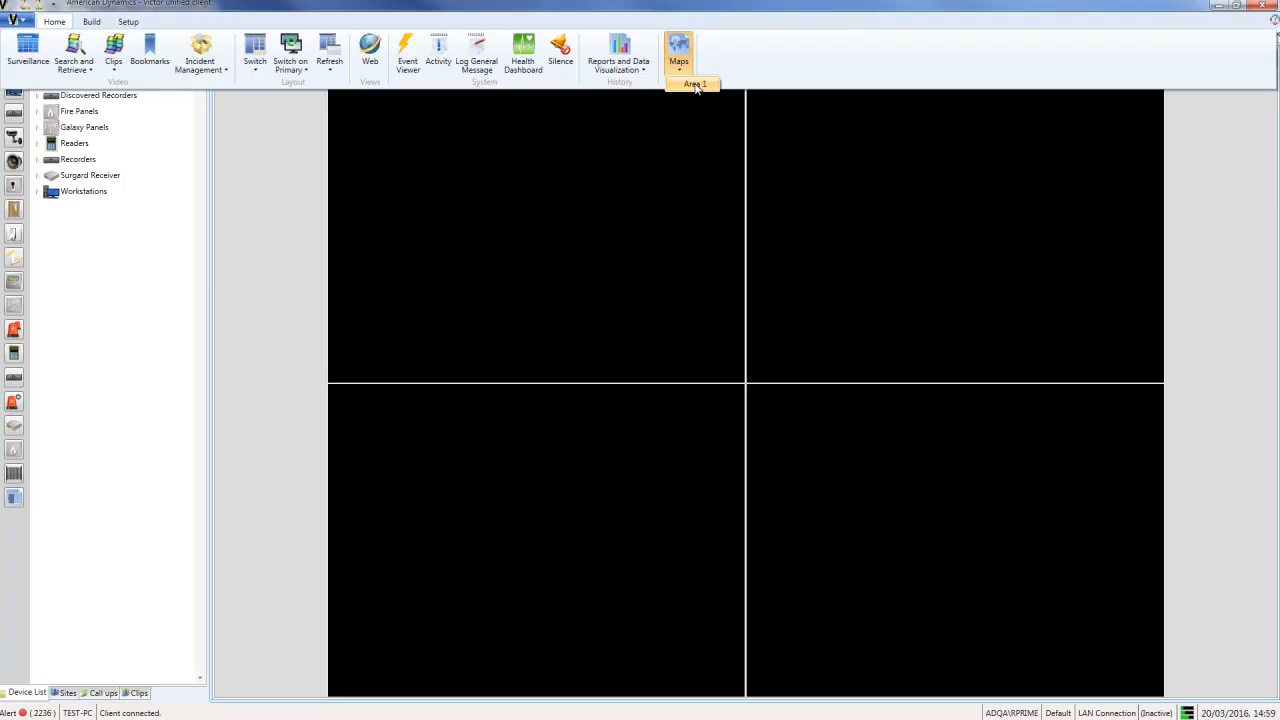 American Dynamics - victor unified client
Home Build Setup
Surveillance
Search and Retrieve
Clips
Bookmarks
Incident Management
Video
Switch
Switch on Primary
Refresh
Layout
Web
Views
Event Viewer
Activity
Log General Message
Health Dashboard
Silence
System
Reports and Data Visualization
History
Maps
Area 1
Discovered Recorders
Fire Panels
Galaxy Panels
Readers
Recorders
Surgard Receiver
Workstations
Device List Sites Call ups Clips
Alert (2236) TEST-PC Client connected. ADQA\RPRIME Default LAN Connection (Inactive) 20/03/2016, 14:59